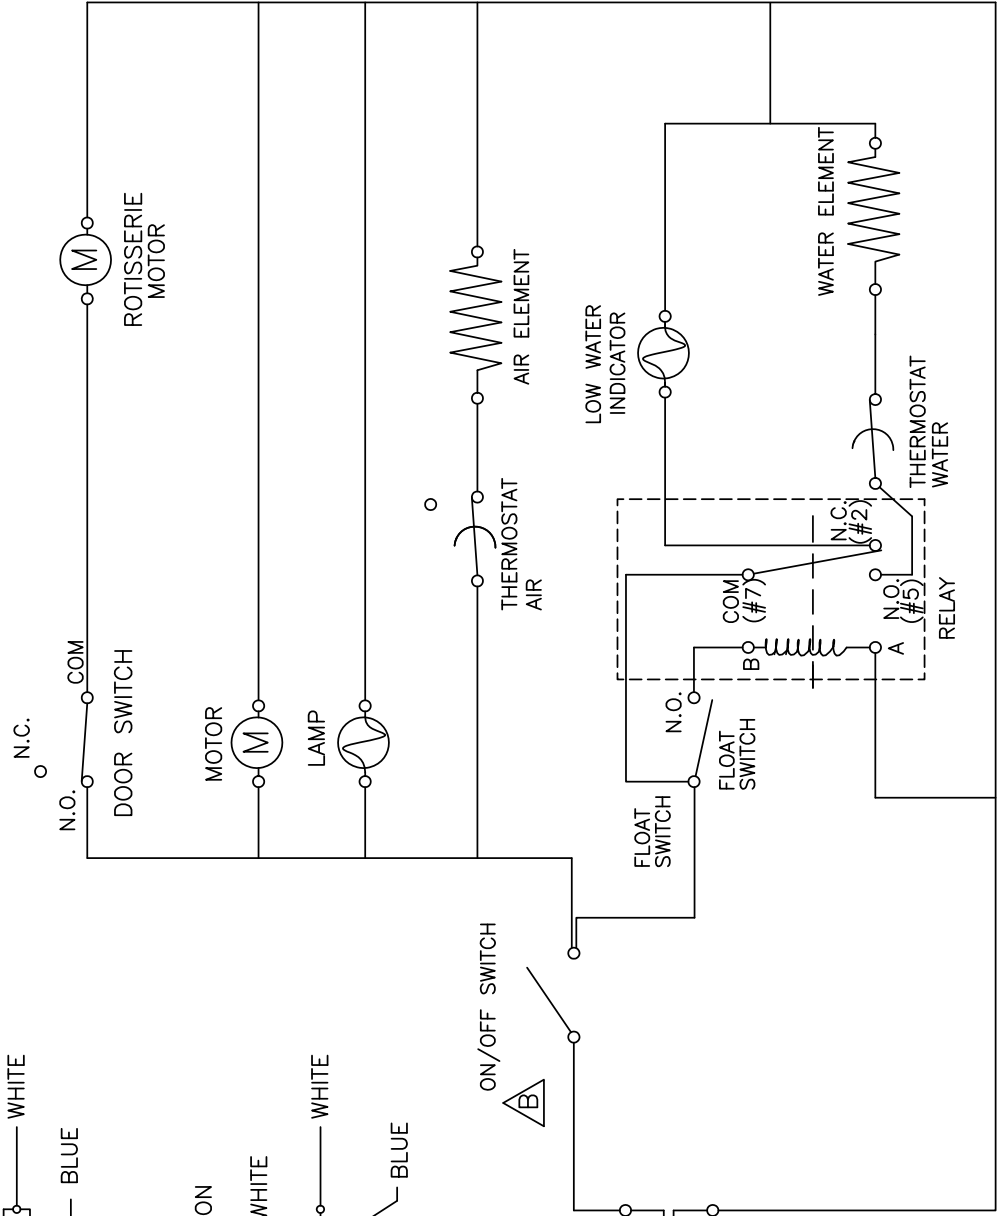 N.C.
N.O.
COM
DOOR SWITCH
M
ROTISSERIE
MOTOR
MOTOR
M
LAMP
THERMOSTAT
AIR
AIR ELEMENT
LOW WATER
INDICATOR
WATER ELEMENT
THERMOSTAT
WATER
N.C.
(#2)
COM
(#7)
N.O.
(#5)
RELAY
B
A
N.O.
FLOAT
SWITCH
FLOAT
SWITCH
ON/OFF SWITCH
B
WHITE
BLUE
ON
WHITE
WHITE
BLUE